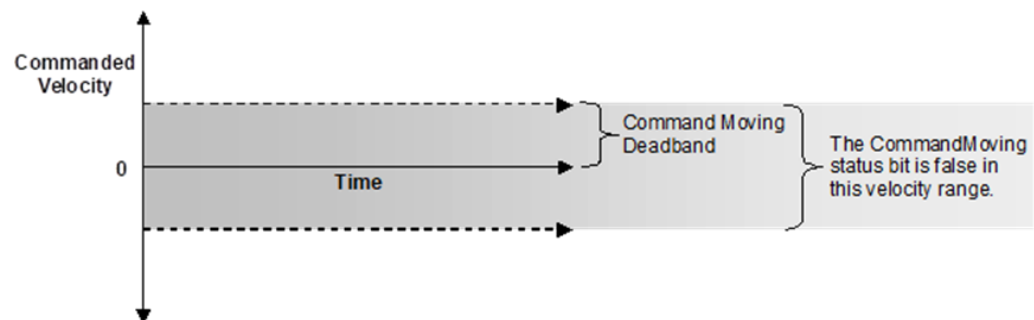 Commanded
Velocity
0
Time
Command Moving
Deadband
The CommandMoving
status bit is false in
this velocity range.